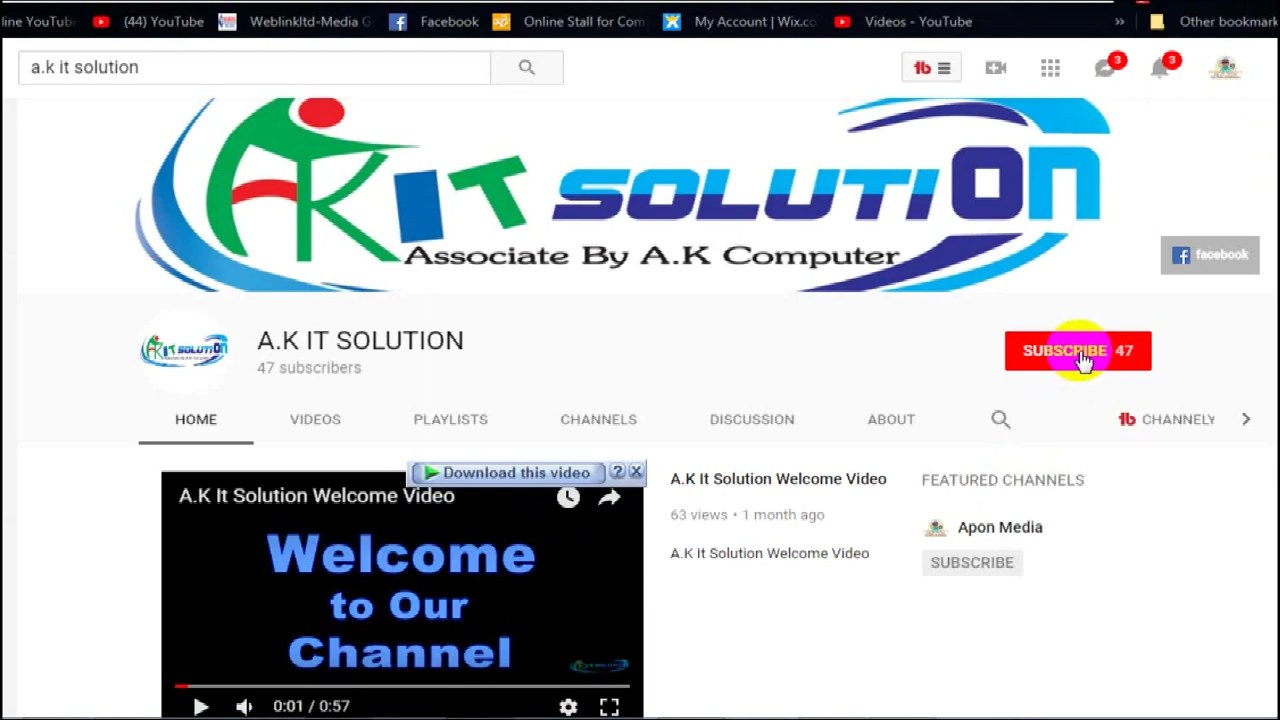 line YouTub
(44) YouTube
Weblinkltd-Media G
Facebook
Online Stall for Com
My Account | Wix.co
Videos - YouTube
»
Other bookmark
a.k it solution
3
3
AK IT SOLUTION
Associate By A.K Computer
facebook
A.K IT SOLUTION
47 subscribers
SUBSCRIBE 47
HOME
VIDEOS
PLAYLISTS
CHANNELS
DISCUSSION
ABOUT
CHANNELY
Download this video ?
A.K It Solution Welcome Video
Welcome
to Our
Channel
0:01 / 0:57
A.K It Solution Welcome Video
63 views • 1 month ago
A.K It Solution Welcome Video
FEATURED CHANNELS
Apon Media
SUBSCRIBE